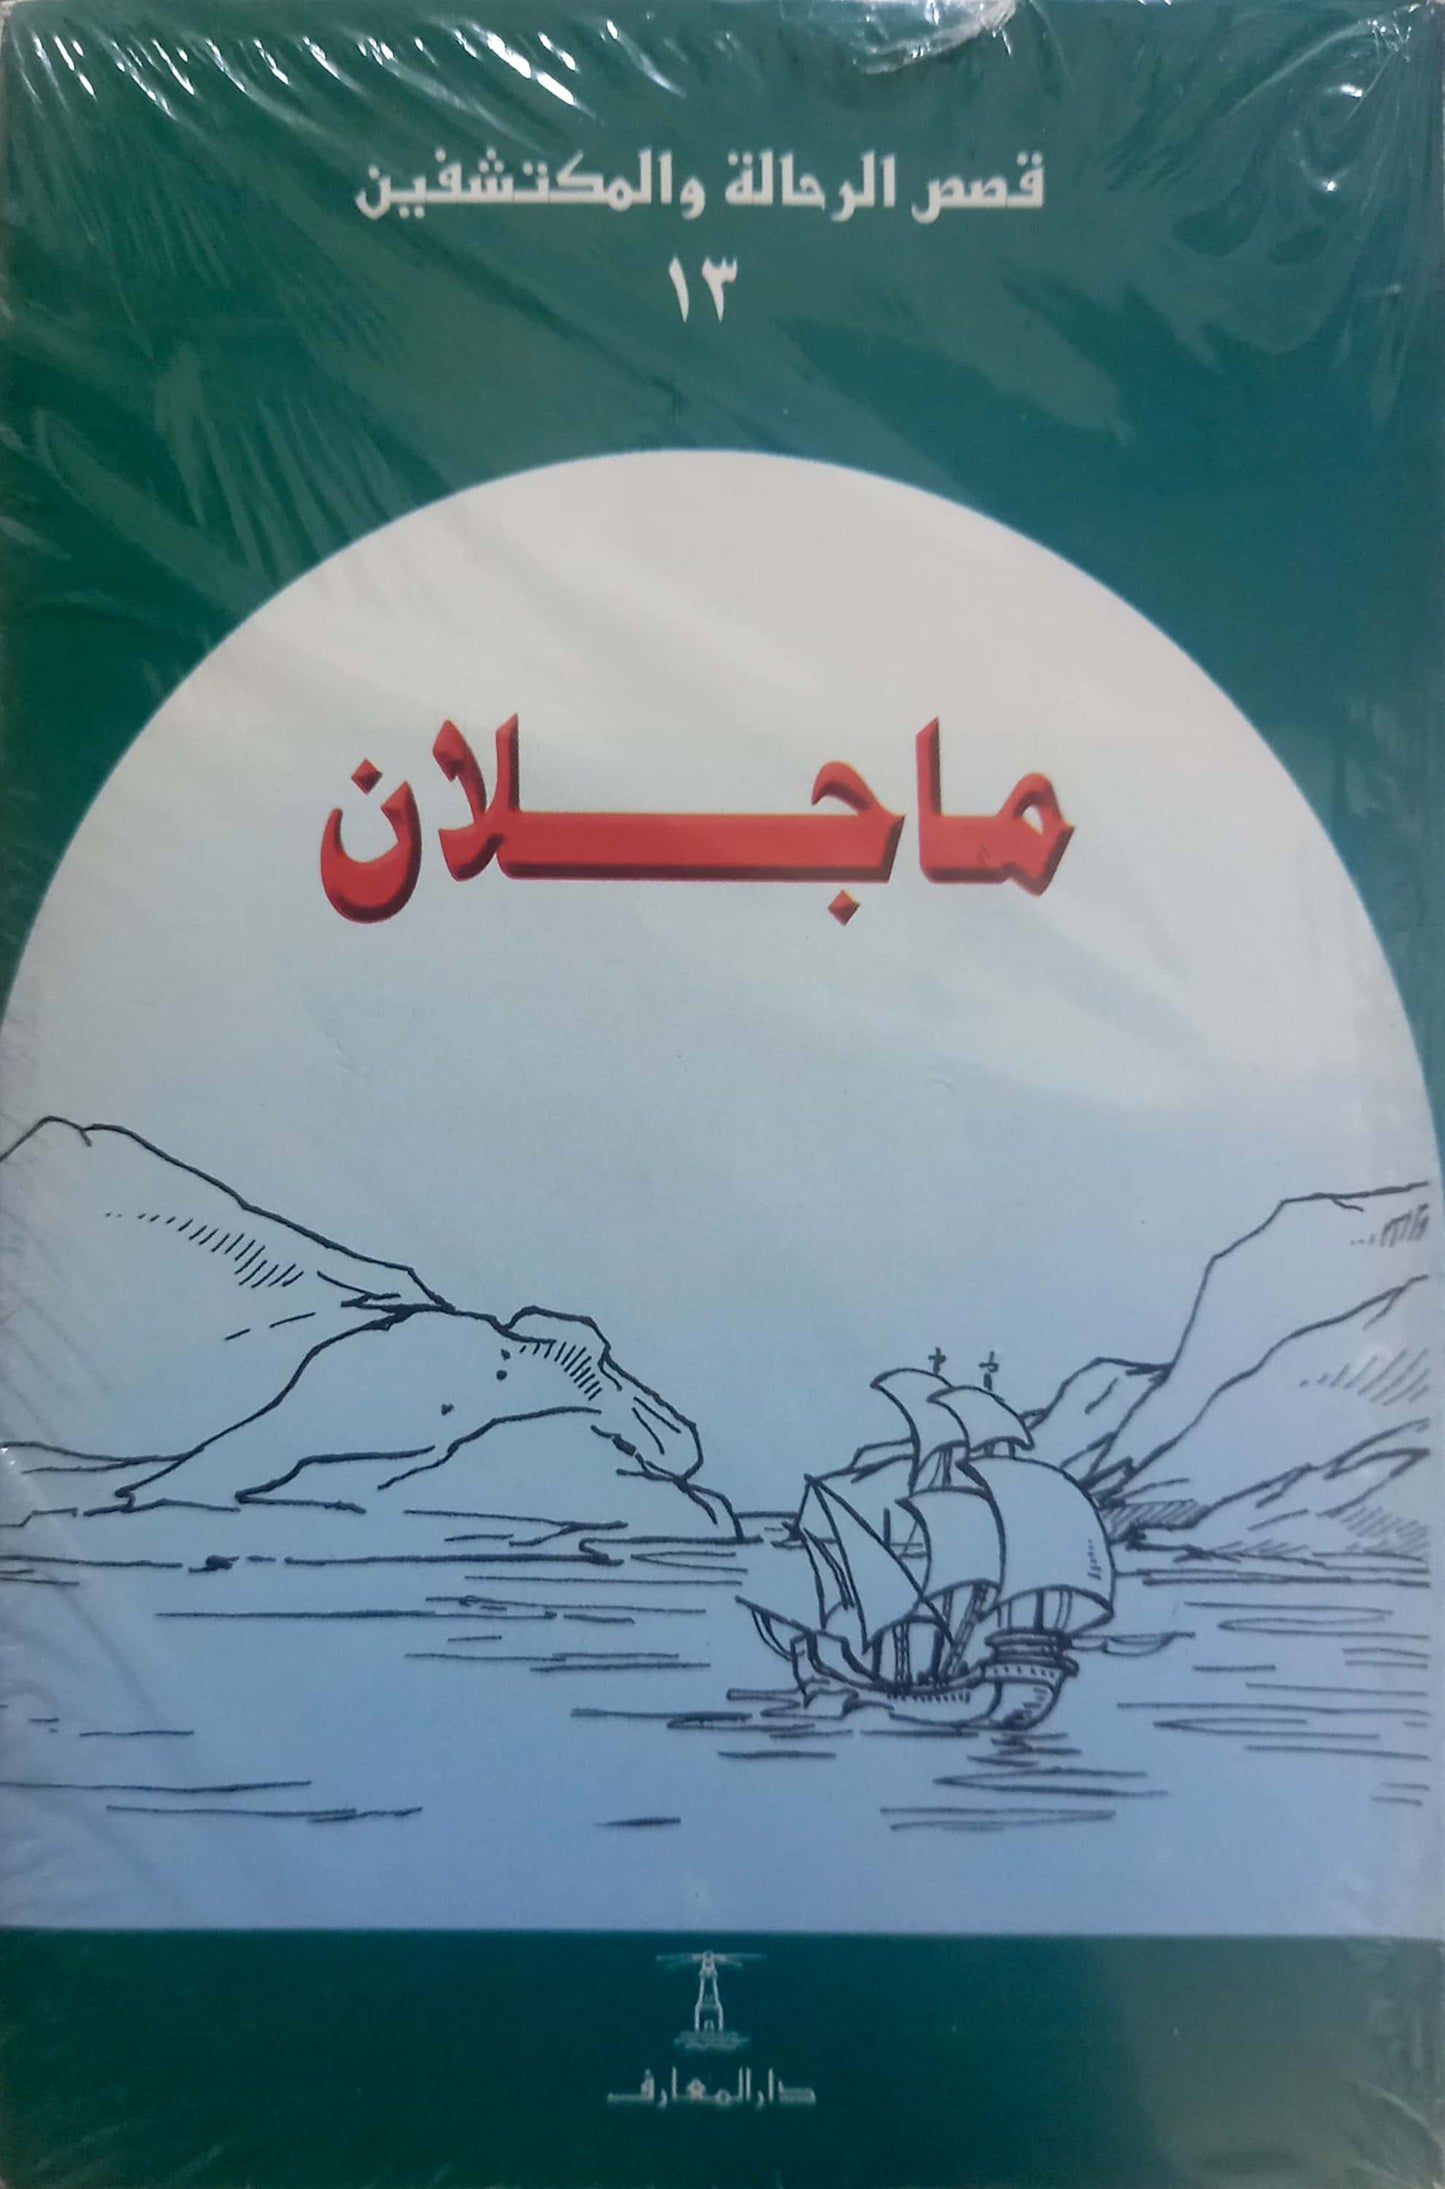 قصص الرحالة والمكتشفين
١٣
ماجلان
دار المعارف